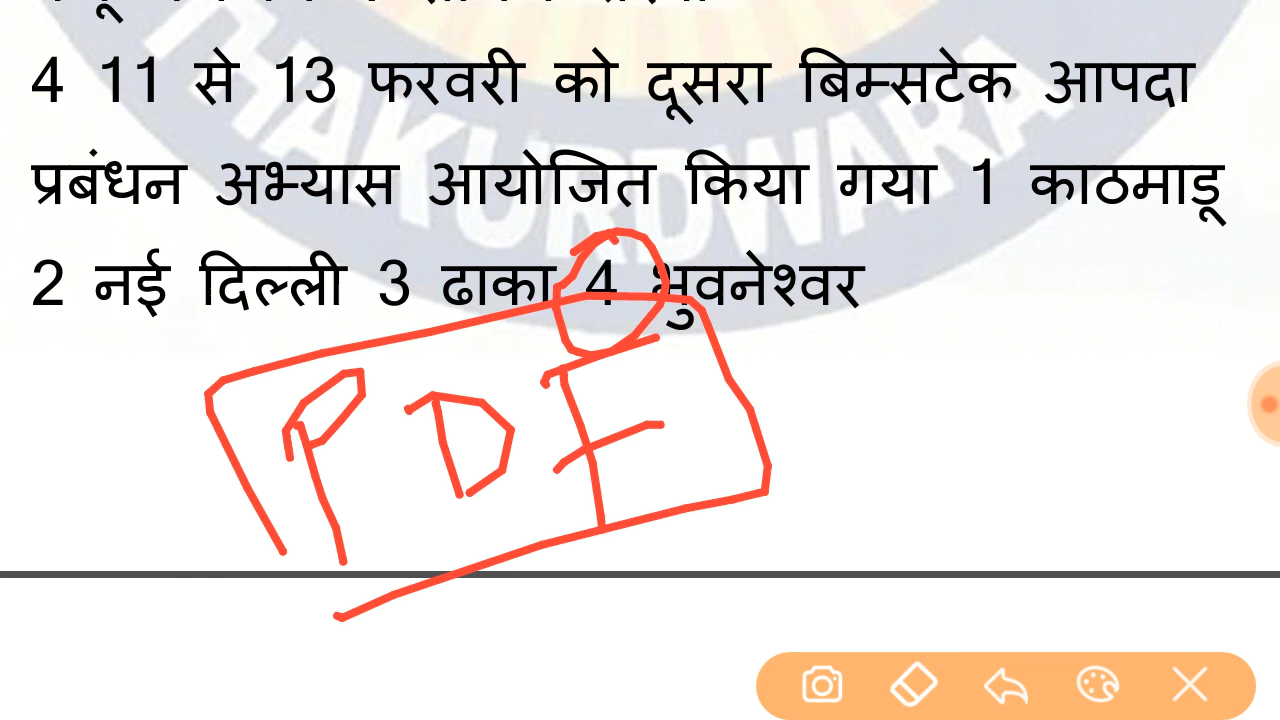 4 11 से 13 फरवरी को दूसरा बिम्सटेक आपदा
प्रबंधन अभ्यास आयोजित किया गया 1 काठमाडू
2 नई दिल्ली 3 ढाका 4 भुवनेश्वर
PDF
THAKURDWARA